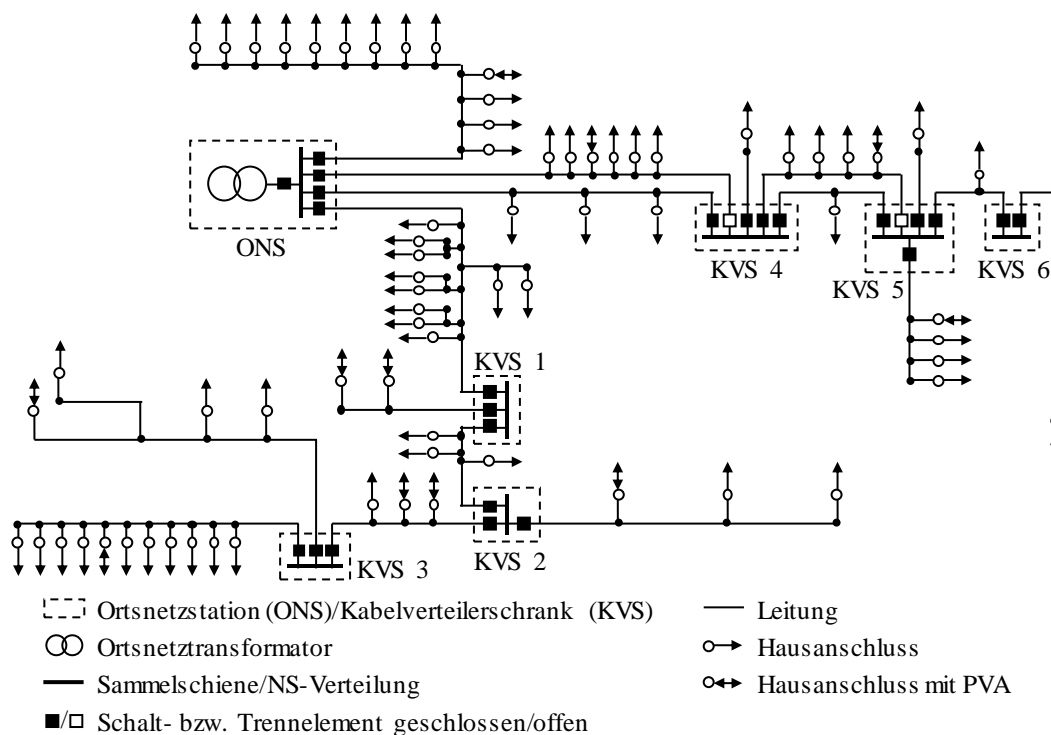 ONS
KVS 4
KVS 5
KVS 6
KVS 1
KVS 3
KVS 2
Ortsnetzstation (ONS)/Kabelverteilerschrank (KVS)
Ortsnetztransformator
Sammelschiene/NS-Verteilung
/ Schalt- bzw. Trennelement geschlossen/offen
Leitung
Hausanschluss
Hausanschluss mit PVA